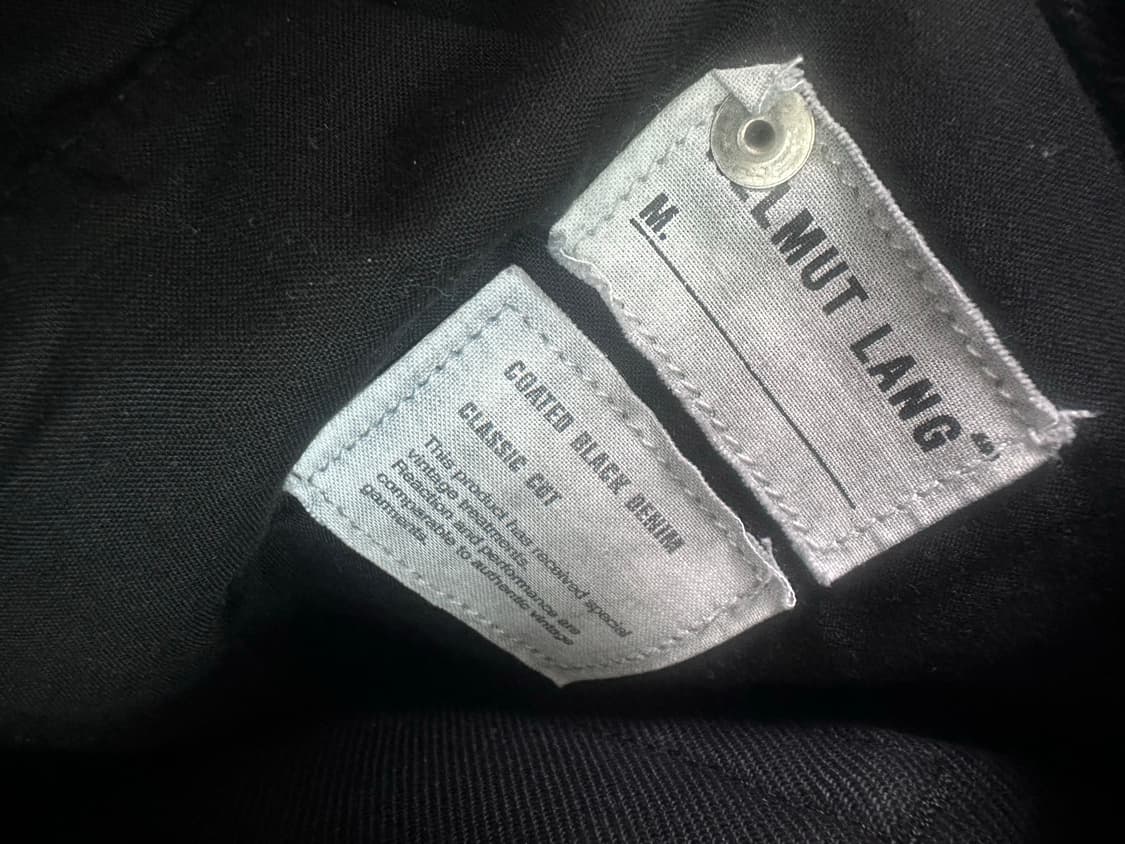 LMUT LANG®
M.
COATED BLACK DENIM
CLASSIC CUT
This product has received special
vintage treatments.
Reaction and performance are
comparable to authentic vintage
garments.